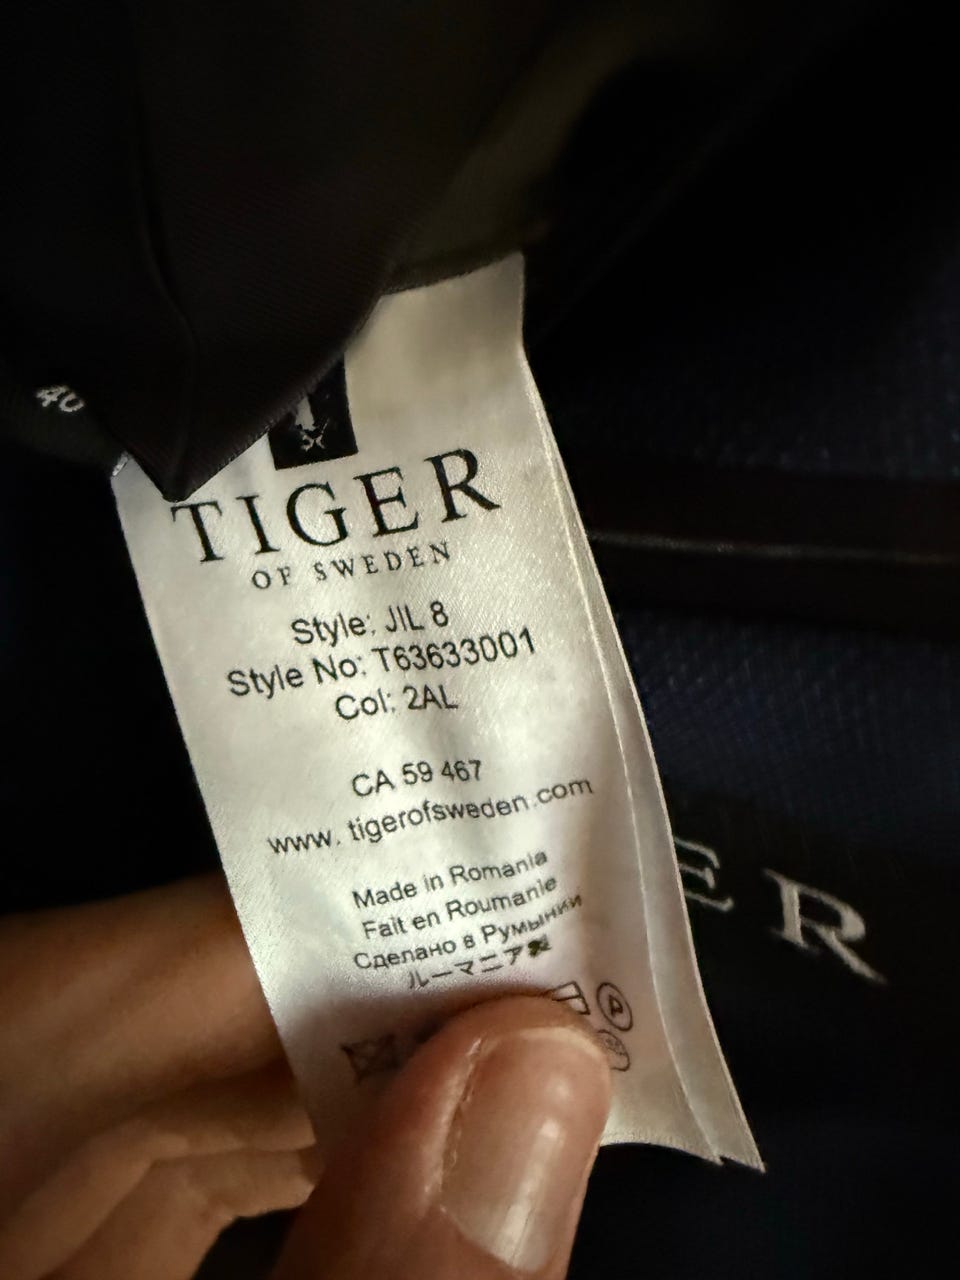 40
TIGER
OF SWEDEN
Style: JIL 8
Style No: T63633001
Col: 2AL
CA 59 467
www. tigerofsweden.com
Made in Romania
Fait en Roumanie
Сделано в Румынии
ルーマニア製
ER